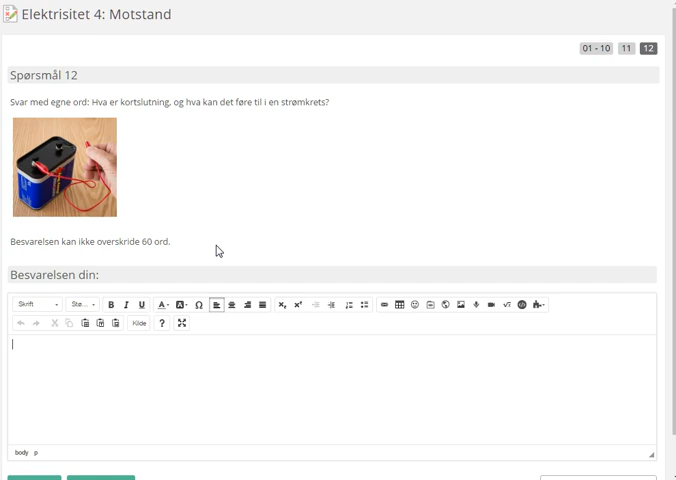 Elektrisitet 4: Motstand
01 - 10 11 12
Spørsmål 12
Svar med egne ord: Hva er kortslutning, og hva kan det føre til i en strømkrets?
Besvarelsen kan ikke overskride 60 ord.
Besvarelsen din:
Skrift Stø... B I U A A Ω
Kilde ?
body p